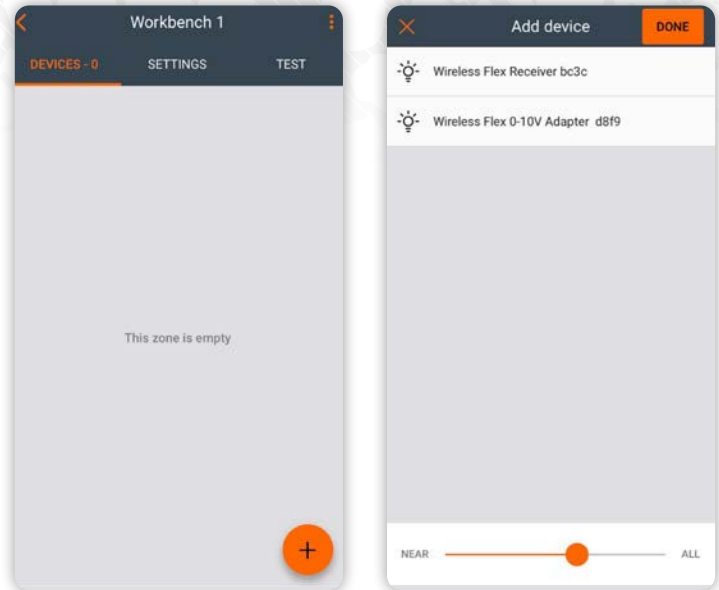 Workbench 1
DEVICES - 0 SETTINGS TEST
This zone is empty
+
Add device DONE
Wireless Flex Receiver bc3c
Wireless Flex 0-10V Adapter d8f9
NEAR ALL